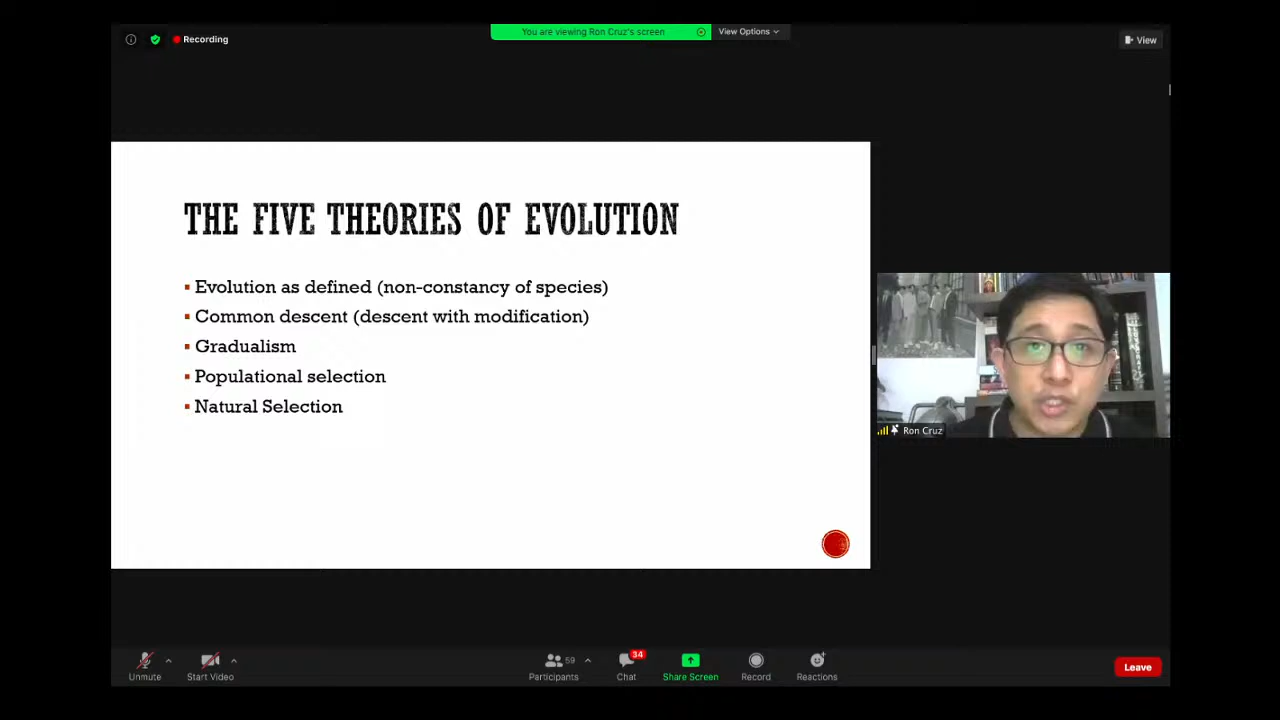 Recording
You are viewing Ron Cruz's screen
View Options
View
THE FIVE THEORIES OF EVOLUTION
▪ Evolution as defined (non-constancy of species)
▪ Common descent (descent with modification)
▪ Gradualism
▪ Populational selection
▪ Natural Selection
Ron Cruz
Unmute
Start Video
59
Participants
34
Chat
Share Screen
Record
Reactions
Leave